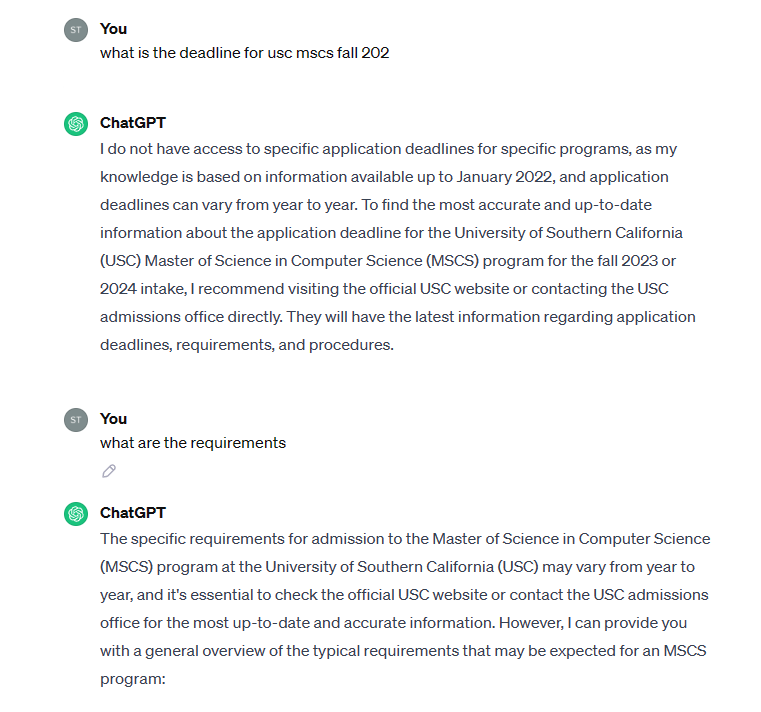 ST You
what is the deadline for usc mscs fall 202
ChatGPT
I do not have access to specific application deadlines for specific programs, as my
knowledge is based on information available up to January 2022, and application
deadlines can vary from year to year. To find the most accurate and up-to-date
information about the application deadline for the University of Southern California
(USC) Master of Science in Computer Science (MSCS) program for the fall 2023 or
2024 intake, I recommend visiting the official USC website or contacting the USC
admissions office directly. They will have the latest information regarding application
deadlines, requirements, and procedures.
ST You
what are the requirements
ChatGPT
The specific requirements for admission to the Master of Science in Computer Science
(MSCS) program at the University of Southern California (USC) may vary from year to
year, and it's essential to check the official USC website or contact the USC admissions
office for the most up-to-date and accurate information. However, I can provide you
with a general overview of the typical requirements that may be expected for an MSCS
program: